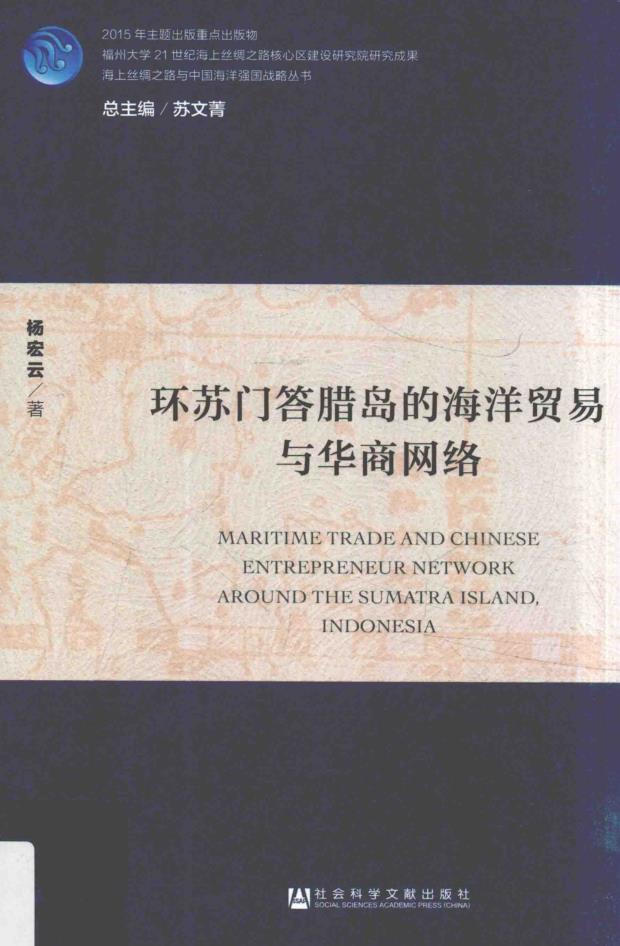 2015年主题出版重点出版物
福州大学21世纪海上丝绸之路核心区建设研究院研究成果
海上丝绸之路与中国海洋强国战略丛书
总主编/苏文菁
杨宏云/著
环苏门答腊岛的海洋贸易
与华商网络
MARITIME TRADE AND CHINESE
ENTREPRENEUR NETWORK
AROUND THE SUMATRA ISLAND,
INDONESIA
SSAP
社会科学文献出版社
SOCIAL SCIENCES ACADEMIC PRESS (CHINA)